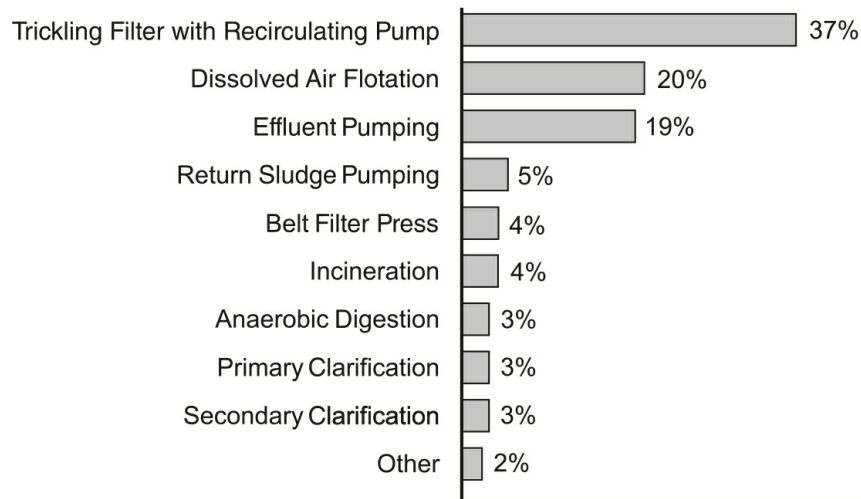 Trickling Filter with Recirculating Pump 37%
Dissolved Air Flotation 20%
Effluent Pumping 19%
Return Sludge Pumping 5%
Belt Filter Press 4%
Incineration 4%
Anaerobic Digestion 3%
Primary Clarification 3%
Secondary Clarification 3%
Other 2%